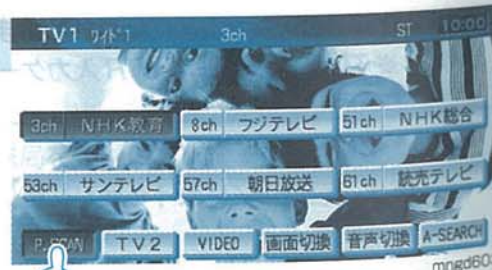 TV1 ワイド1 3ch ST 10:00
3ch NHK教育 8ch フジテレビ 51ch NHK総合
53ch サンテレビ 57ch 朝日放送 61ch 読売テレビ
P.SCAN TV2 VIDEO 画面切換 音声切換 A-SEARCH
mngd60